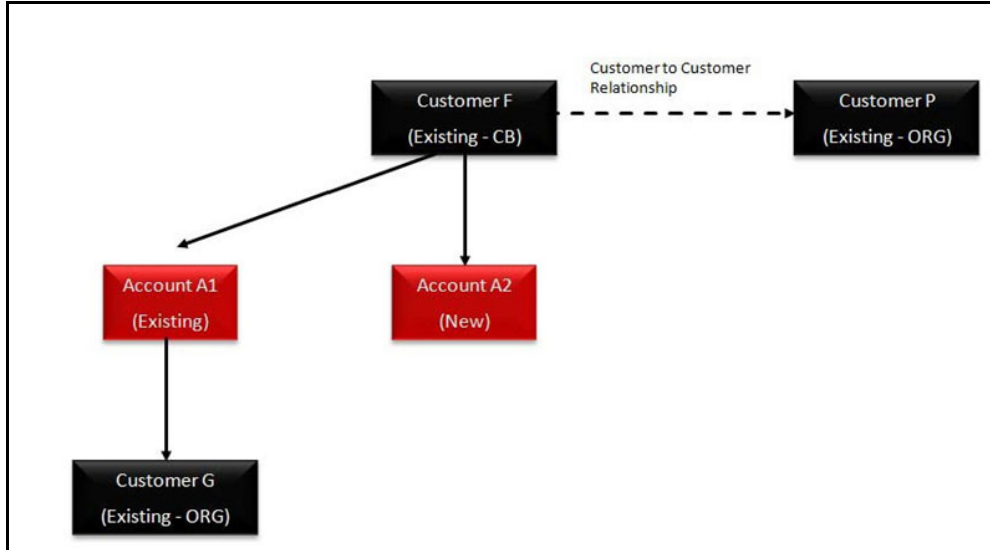 Customer to Customer
Relationship
Customer F
(Existing - CB)
Customer P
(Existing - ORG)
Account A1
(Existing)
Account A2
(New)
Customer G
(Existing - ORG)